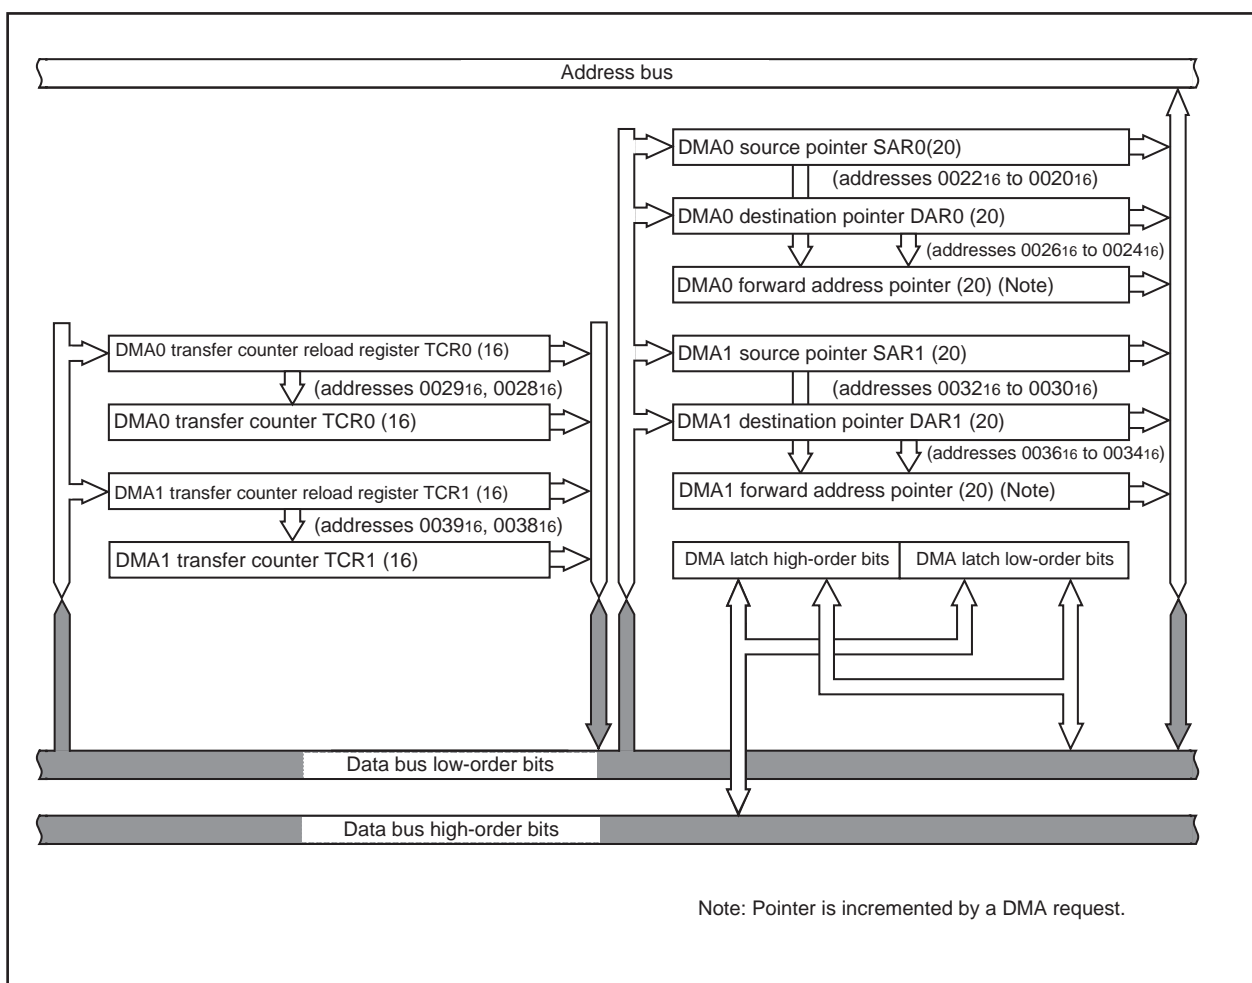 Address bus
DMA0 source pointer SAR0(20)
(addresses 002216 to 002016)
DMA0 destination pointer DAR0 (20)
(addresses 002616 to 002416)
DMA0 forward address pointer (20) (Note)
DMA0 transfer counter reload register TCR0 (16)
(addresses 002916, 002816)
DMA0 transfer counter TCR0 (16)
DMA1 transfer counter reload register TCR1 (16)
(addresses 003916, 003816)
DMA1 transfer counter TCR1 (16)
DMA1 source pointer SAR1 (20)
(addresses 003216 to 003016)
DMA1 destination pointer DAR1 (20)
(addresses 003616 to 003416)
DMA1 forward address pointer (20) (Note)
DMA latch high-order bits
DMA latch low-order bits
Data bus low-order bits
Data bus high-order bits
Note: Pointer is incremented by a DMA request.